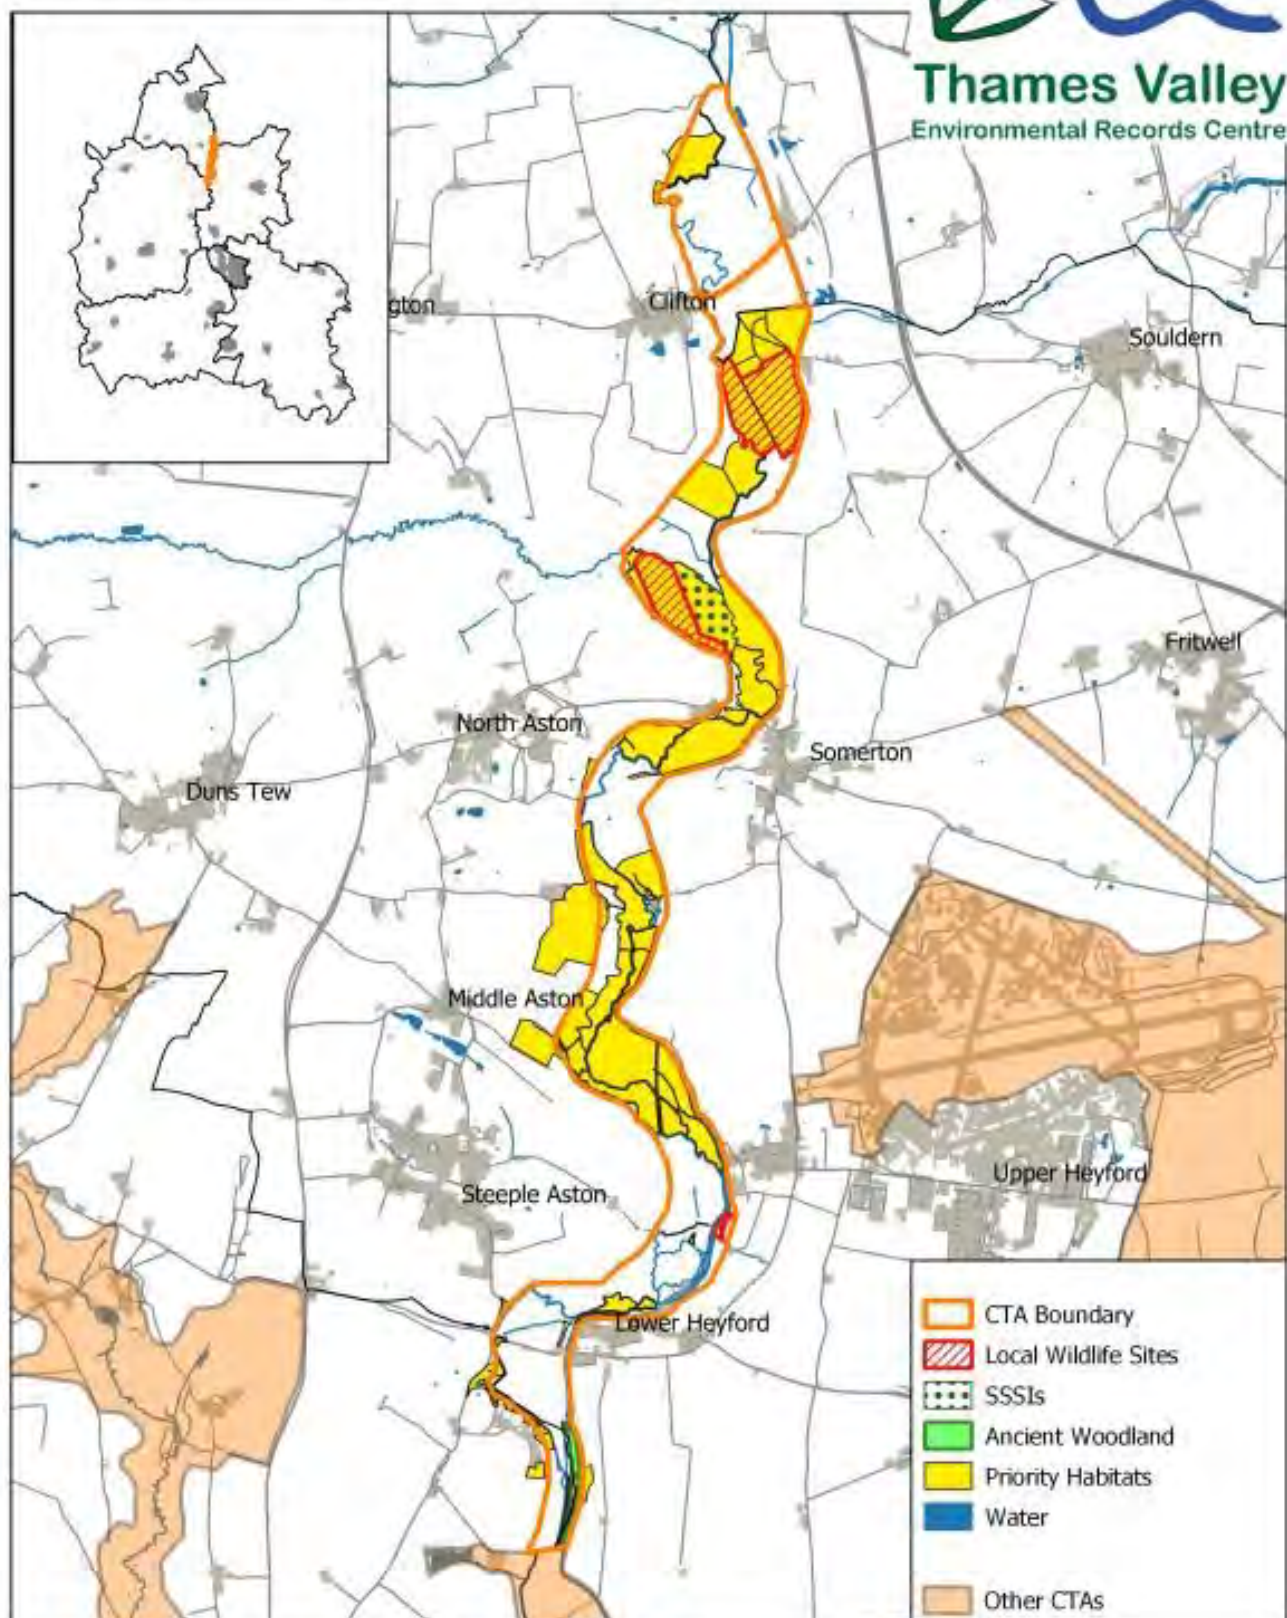 Thames Valley
Environmental Records Centre
Clifton
gton
Souldern
Fritwell
North Aston
Somerton
Duns Tew
Middle Aston
Upper Heyford
Steeple Aston
Lower Heyford
CTA Boundary
Local Wildlife Sites
SSSIs
Ancient Woodland
Priority Habitats
Water
Other CTAs